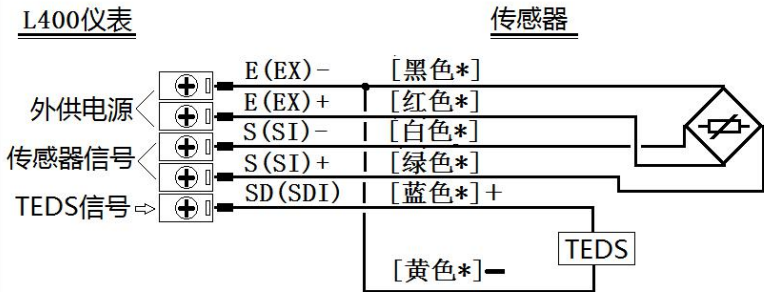 L400仪表 传感器
E(EX)- [黑色*]
外供电源 E(EX)+ [红色*]
S(SI)- [白色*]
传感器信号 S(SI)+ [绿色*]
TEDS信号⇨ SD(SDI) [蓝色*]+
TEDS
[黄色*]-